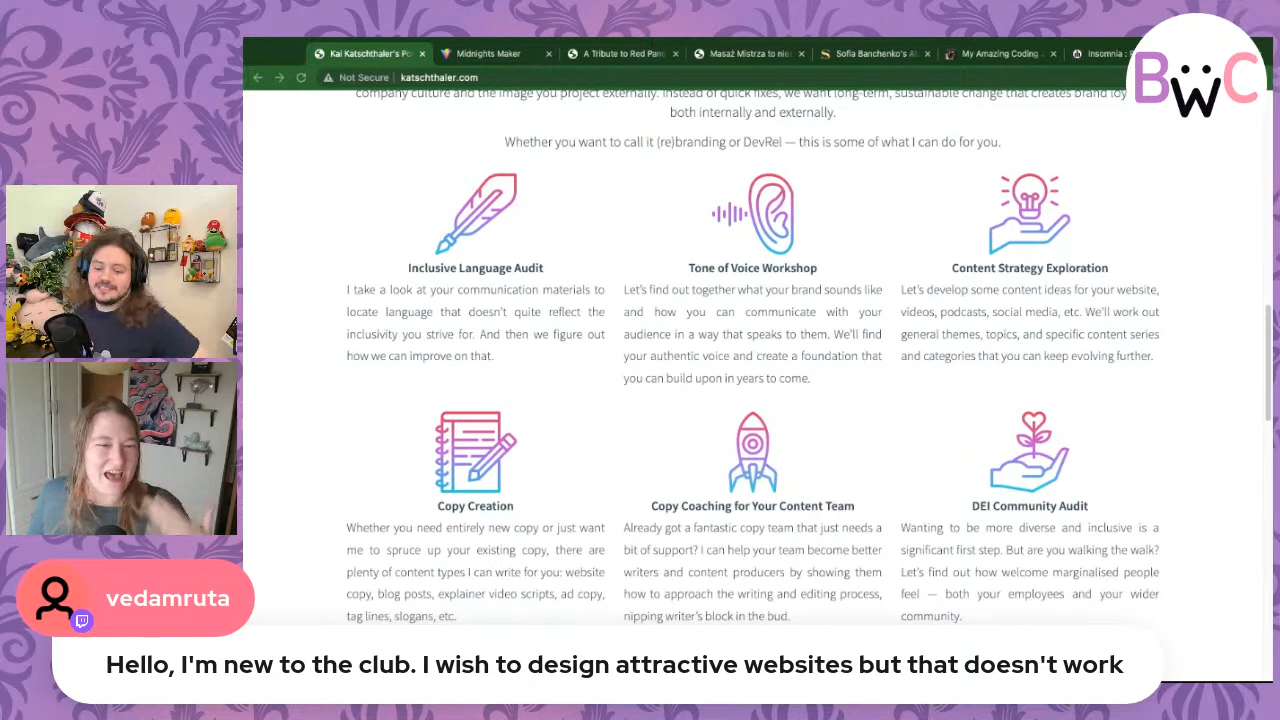 Kai Katschthaler's Po
Midnights Maker
A Tribute to Red Pand
Masaż Mistrza to nie
Sofia Banchenko's Al
My Amazing Coding
Insomnia :
Not Secure
katschthaler.com
BWC
company culture and the image you project externally. Instead of quick fixes, we want long-term, sustainable change that creates brand loy
both internally and externally.
Whether you want to call it (re)branding or DevRel — this is some of what I can do for you.
Inclusive Language Audit
I take a look at your communication materials to
locate language that doesn't quite reflect the
inclusivity you strive for. And then we figure out
how we can improve on that.
Tone of Voice Workshop
Let's find out together what your brand sounds like
and how you can communicate with your
audience in a way that speaks to them. We'll find
your authentic voice and create a foundation that
you can build upon in years to come.
Content Strategy Exploration
Let's develop some content ideas for your website,
videos, podcasts, social media, etc. We'll work out
general themes, topics, and specific content series
and categories that you can keep evolving further.
Copy Creation
Whether you need entirely new copy or just want
me to spruce up your existing copy, there are
plenty of content types I can write for you: website
copy, blog posts, explainer video scripts, ad copy,
tag lines, slogans, etc.
Copy Coaching for Your Content Team
Already got a fantastic copy team that just needs a
bit of support? I can help your team become better
writers and content producers by showing them
how to approach the writing and editing process,
nipping writer's block in the bud.
DEI Community Audit
Wanting to be more diverse and inclusive is a
significant first step. But are you walking the walk?
Let's find out how welcome marginalised people
feel — both your employees and your wider
community.
vedamruta
Hello, I'm new to the club. I wish to design attractive websites but that doesn't work